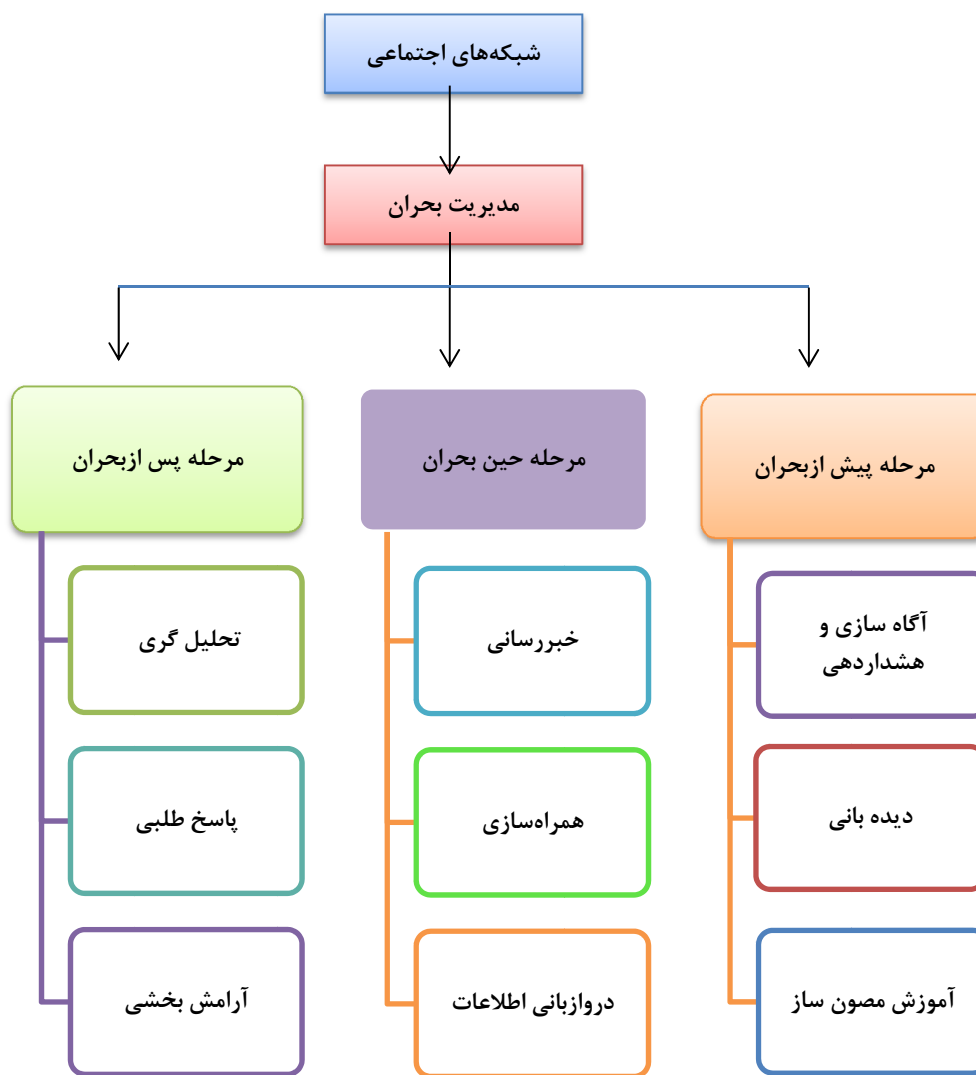 شبکه‌های اجتماعی
مدیریت بحران
مرحله پیش ازبحران
مرحله حین بحران
مرحله پس ازبحران
آگاه سازی و
هشداردهی
دیده بانی
آموزش مصون ساز
خبررسانی
همراه‌سازی
دروازبانی اطلاعات
تحلیل گری
پاسخ طلبی
آرامش بخشی